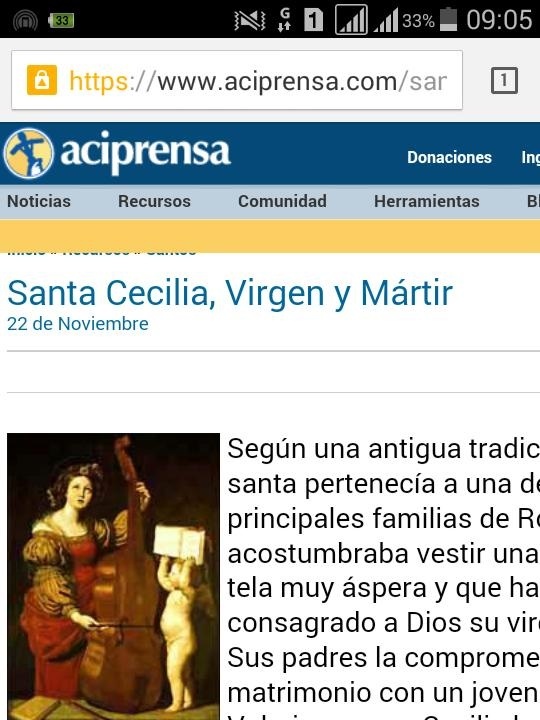 33
G
1
33%
09:05
https://www.aciprensa.com/sar
1
aciprensa
Donaciones Ing
Noticias Recursos Comunidad Herramientas Bl
Inicio » Recursos » Santos
Santa Cecilia, Virgen y Mártir
22 de Noviembre
Según una antigua tradic
santa pertenecía a una de
principales familias de Ro
acostumbraba vestir una
tela muy áspera y que ha
consagrado a Dios su vir
Sus padres la comprome
matrimonio con un joven